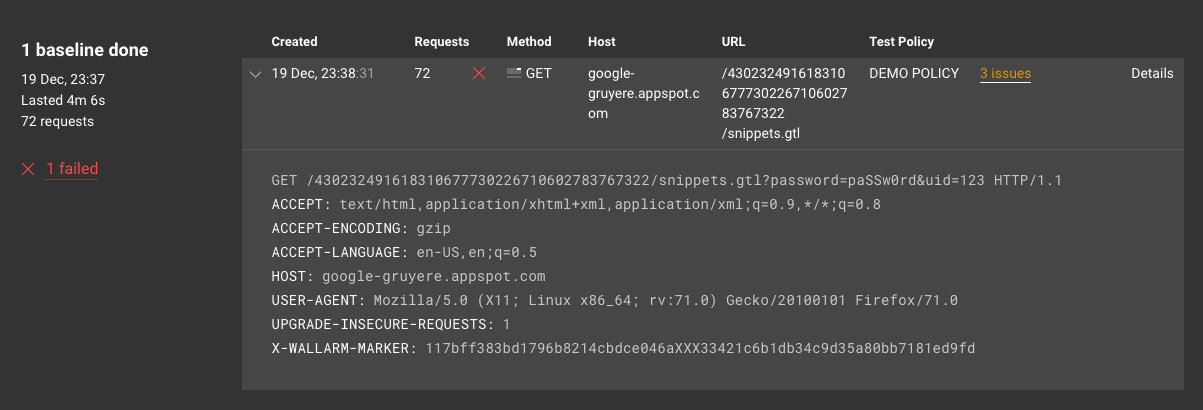 1 baseline done
19 Dec, 23:37
Lasted 4m 6s
72 requests
1 failed
Created Requests Method Host URL Test Policy
19 Dec, 23:38:31 72 GET google- /430232491618310 DEMO POLICY 3 issues Details
gruyere.appspot.c 6777302267106027
om 83767322
/snippets.gtl
GET /430232491618310677730226710602783767322/snippets.gtl?password=paSSw0rd&uid=123 HTTP/1.1
ACCEPT: text/html,application/xhtml+xml,application/xml;q=0.9,*/*;q=0.8
ACCEPT-ENCODING: gzip
ACCEPT-LANGUAGE: en-US,en;q=0.5
HOST: google-gruyere.appspot.com
USER-AGENT: Mozilla/5.0 (X11; Linux x86_64; rv:71.0) Gecko/20100101 Firefox/71.0
UPGRADE-INSECURE-REQUESTS: 1
X-WALLARM-MARKER: 117bff383bd1796b8214cbdce046aXXX33421c6b1db34c9d35a80bb7181ed9fd